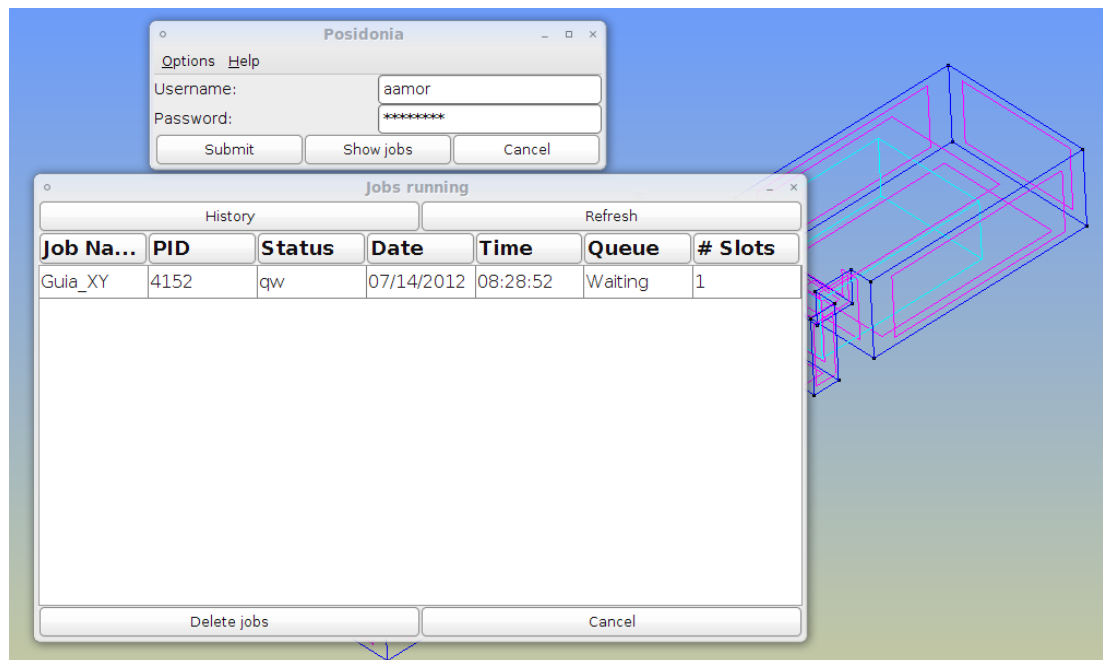 Posidonia
Options Help
Username: aamor
Password: ********
Submit Show jobs Cancel
Jobs running
History Refresh
Job Na... PID Status Date Time Queue # Slots
Guia_XY 4152 qw 07/14/2012 08:28:52 Waiting 1
Delete jobs Cancel